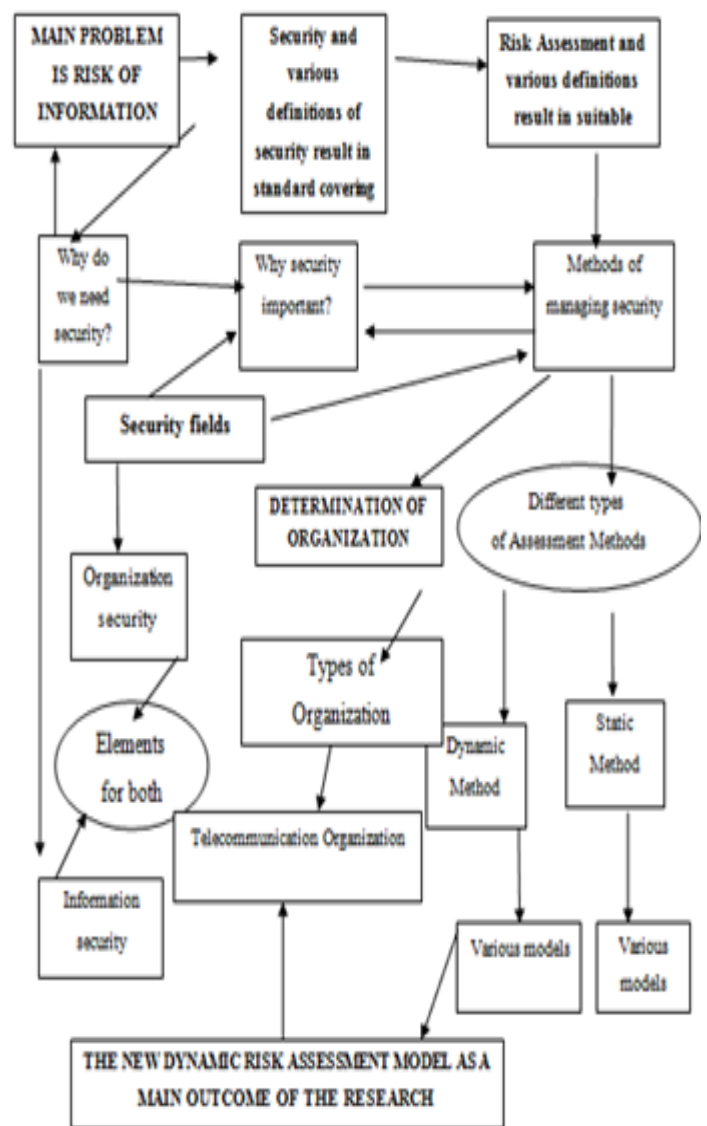 MAIN PROBLEM
IS RISK OF
INFORMATION
Security and
various
definitions of
security result in
standard covering
Risk Assessment and
various definitions
result in suitable
Why do
we need
security?
Why security
important?
Methods of
managing security
Security fields
DETERMINATION OF
ORGANIZATION
Different types
of Assessment Methods
Organization
security
Types of
Organization
Dynamic
Method
Static
Method
Elements
for both
Telecommunication Organization
Information
security
Various models
Various
models
THE NEW DYNAMIC RISK ASSESSMENT MODEL AS A
MAIN OUTCOME OF THE RESEARCH